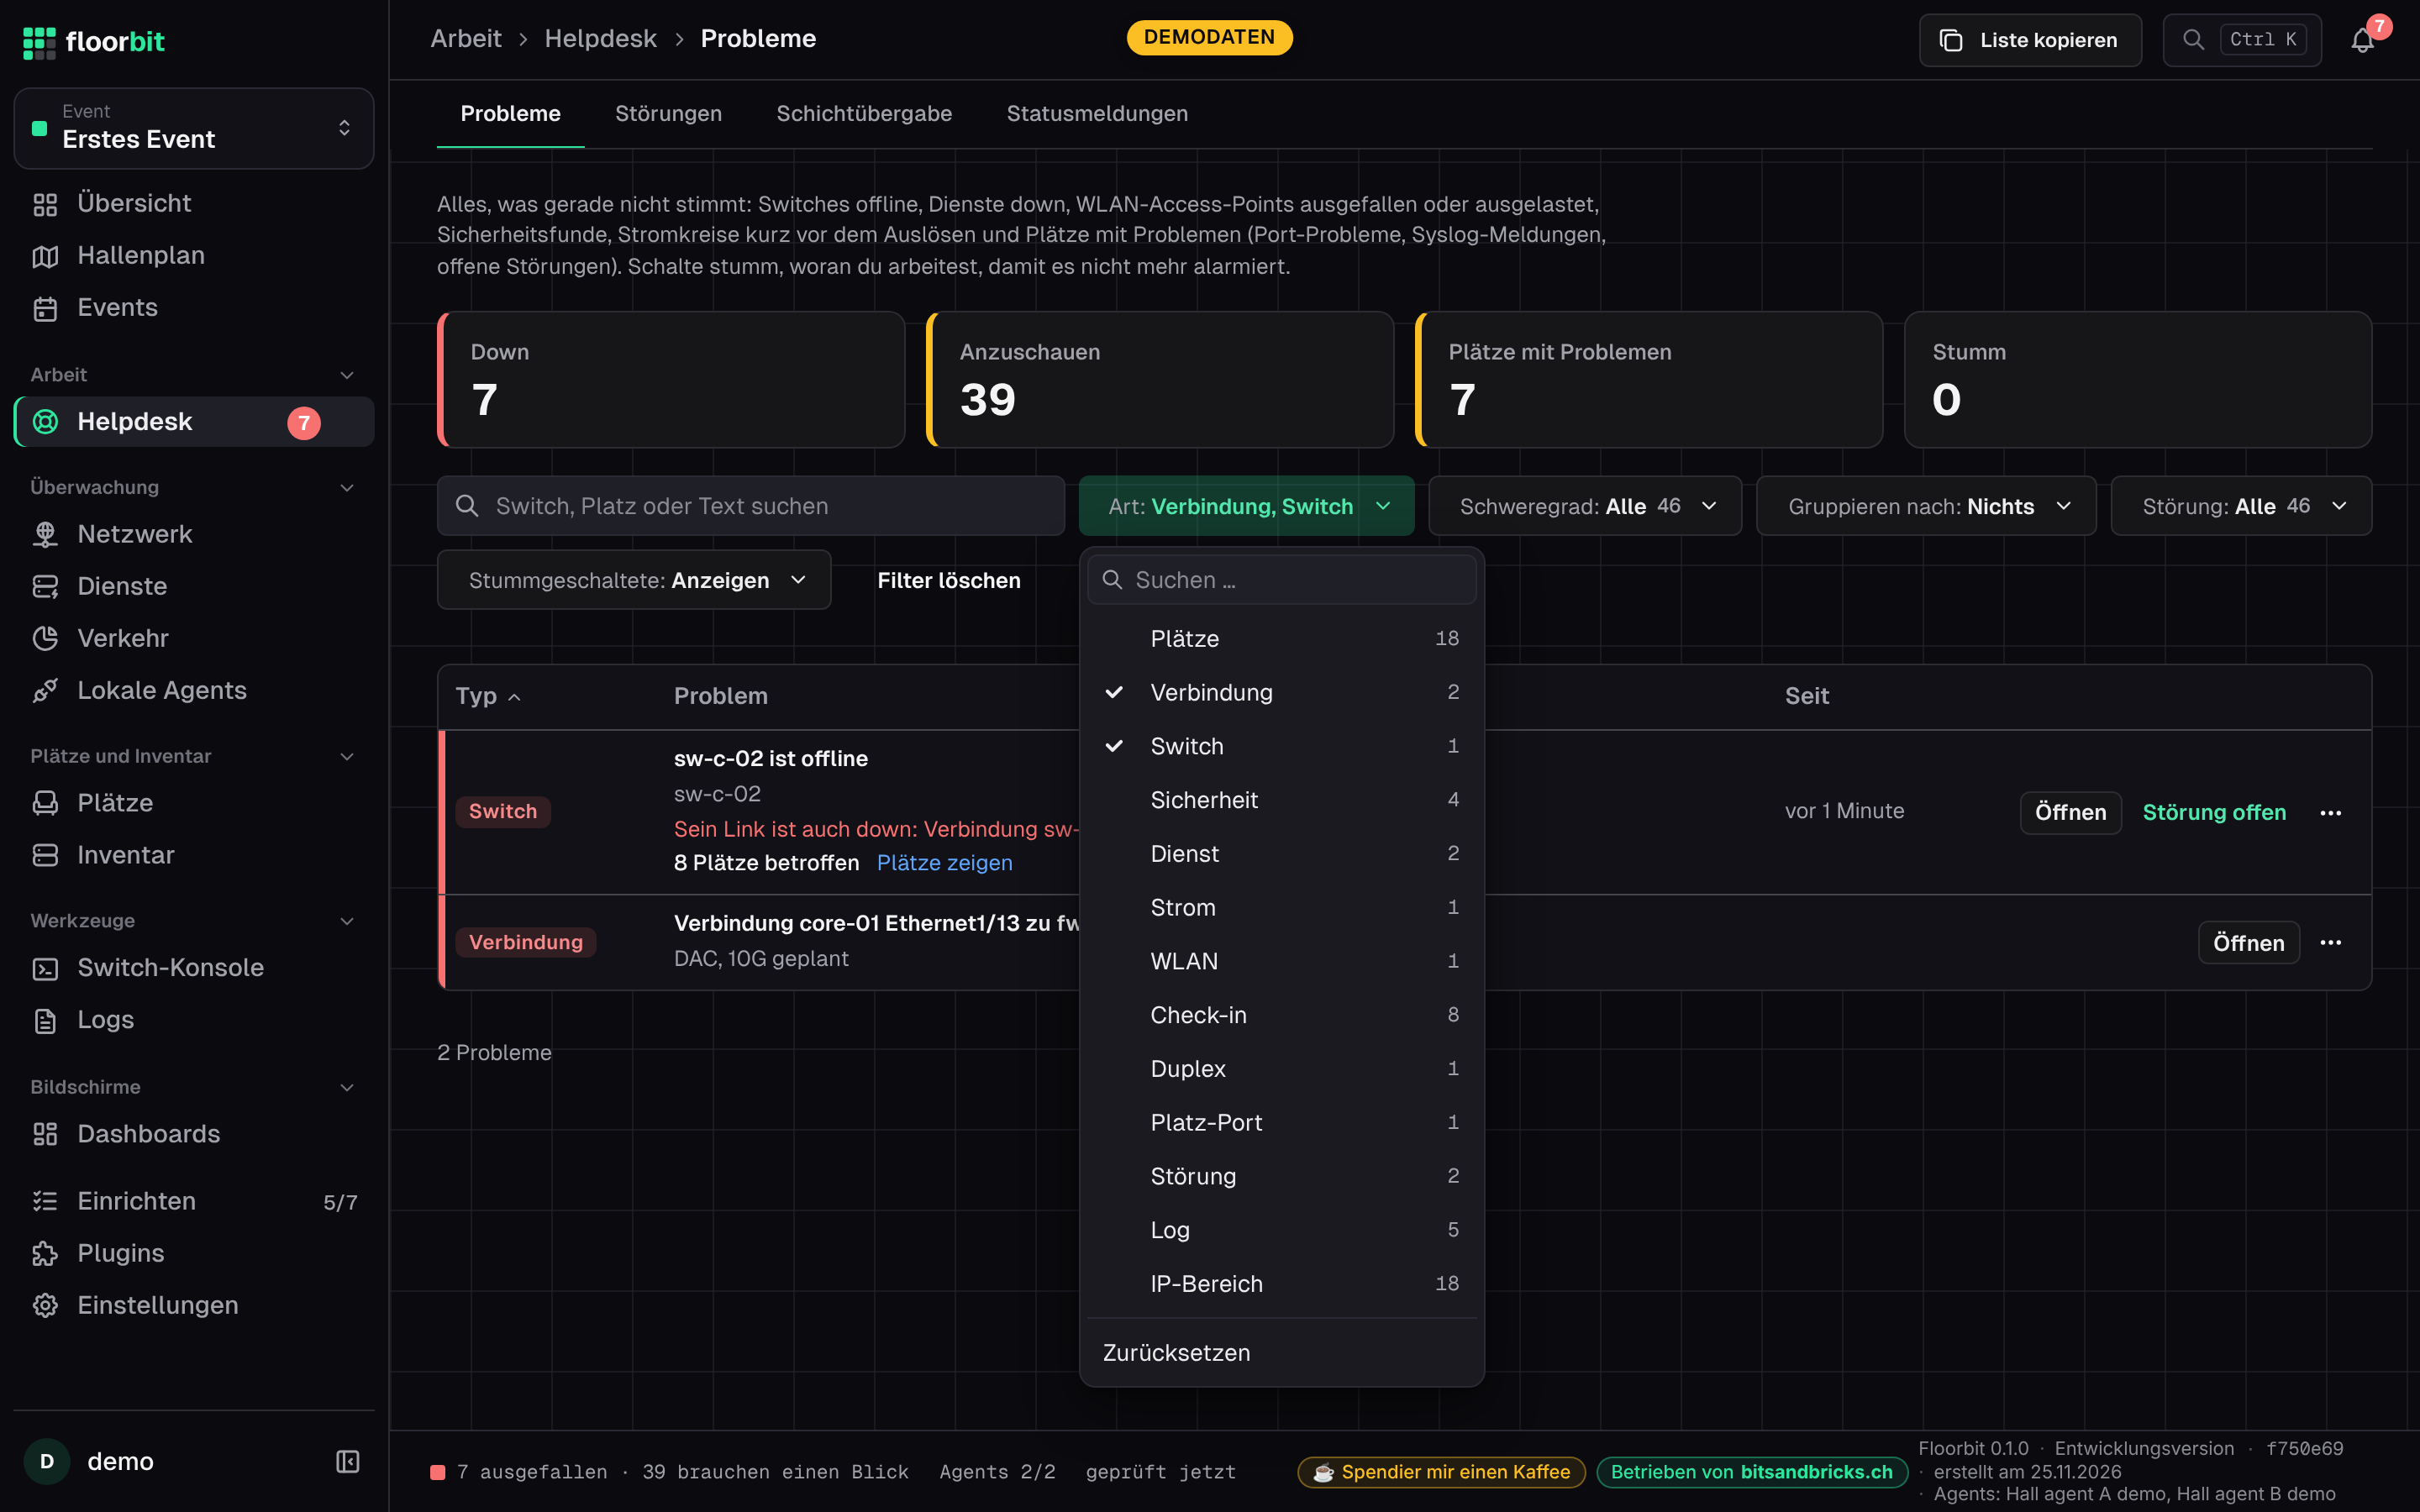 floorbit
Event
Erstes Event
Übersicht
Hallenplan
Events
Arbeit
Helpdesk 7
Überwachung
Netzwerk
Dienste
Verkehr
Lokale Agents
Plätze und Inventar
Plätze
Inventar
Werkzeuge
Switch-Konsole
Logs
Bildschirme
Dashboards
Einrichten 5/7
Plugins
Einstellungen
D demo
Arbeit > Helpdesk > Probleme
DEMODATEN
Liste kopieren
Ctrl K
7
Probleme Störungen Schichtübergabe Statusmeldungen
Alles, was gerade nicht stimmt: Switches offline, Dienste down, WLAN-Access-Points ausgefallen oder ausgelastet,
Sicherheitsfunde, Stromkreise kurz vor dem Auslösen und Plätze mit Problemen (Port-Probleme, Syslog-Meldungen,
offene Störungen). Schalte stumm, woran du arbeitest, damit es nicht mehr alarmiert.
Down
7
Anzuschauen
39
Plätze mit Problemen
7
Stumm
0
Switch, Platz oder Text suchen
Art: Verbindung, Switch
Schweregrad: Alle 46
Gruppieren nach: Nichts
Störung: Alle 46
Stummgeschaltete: Anzeigen
Filter löschen
Suchen …
Plätze 18
Verbindung 2
Switch 1
Sicherheit 4
Dienst 2
Strom 1
WLAN 1
Check-in 8
Duplex 1
Platz-Port 1
Störung 2
Log 5
IP-Bereich 18
Zurücksetzen
Typ Problem Seit
Switch
sw-c-02 ist offline
sw-c-02
Sein Link ist auch down: Verbindung sw-
8 Plätze betroffen Plätze zeigen
vor 1 Minute
Öffnen Störung offen
Verbindung
Verbindung core-01 Ethernet1/13 zu fw
DAC, 10G geplant
Öffnen
2 Probleme
7 ausgefallen · 39 brauchen einen Blick Agents 2/2 geprüft jetzt
☕ Spendier mir einen Kaffee
Betrieben von bitsandbricks.ch
Floorbit 0.1.0 · Entwicklungsversion · f750e69
· erstellt am 25.11.2026
· Agents: Hall agent A demo, Hall agent B demo